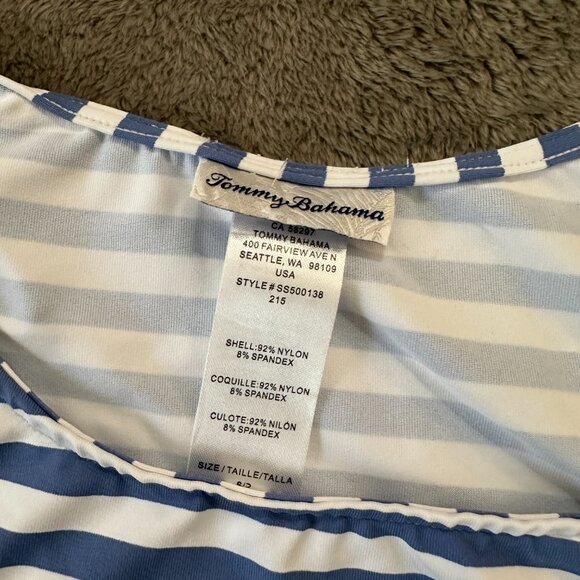 Tommy Bahama
CA 58297
TOMMY BAHAMA
400 FAIRVIEW AVE N
SEATTLE, WA 98109
USA
STYLE # SS500138
215
SHELL:92% NYLON
8% SPANDEX
COQUILLE:92% NYLON
8% SPANDEX
CULOTE:92% NILÓN
8% SPANDEX
SIZE/TAILLE/TALLA